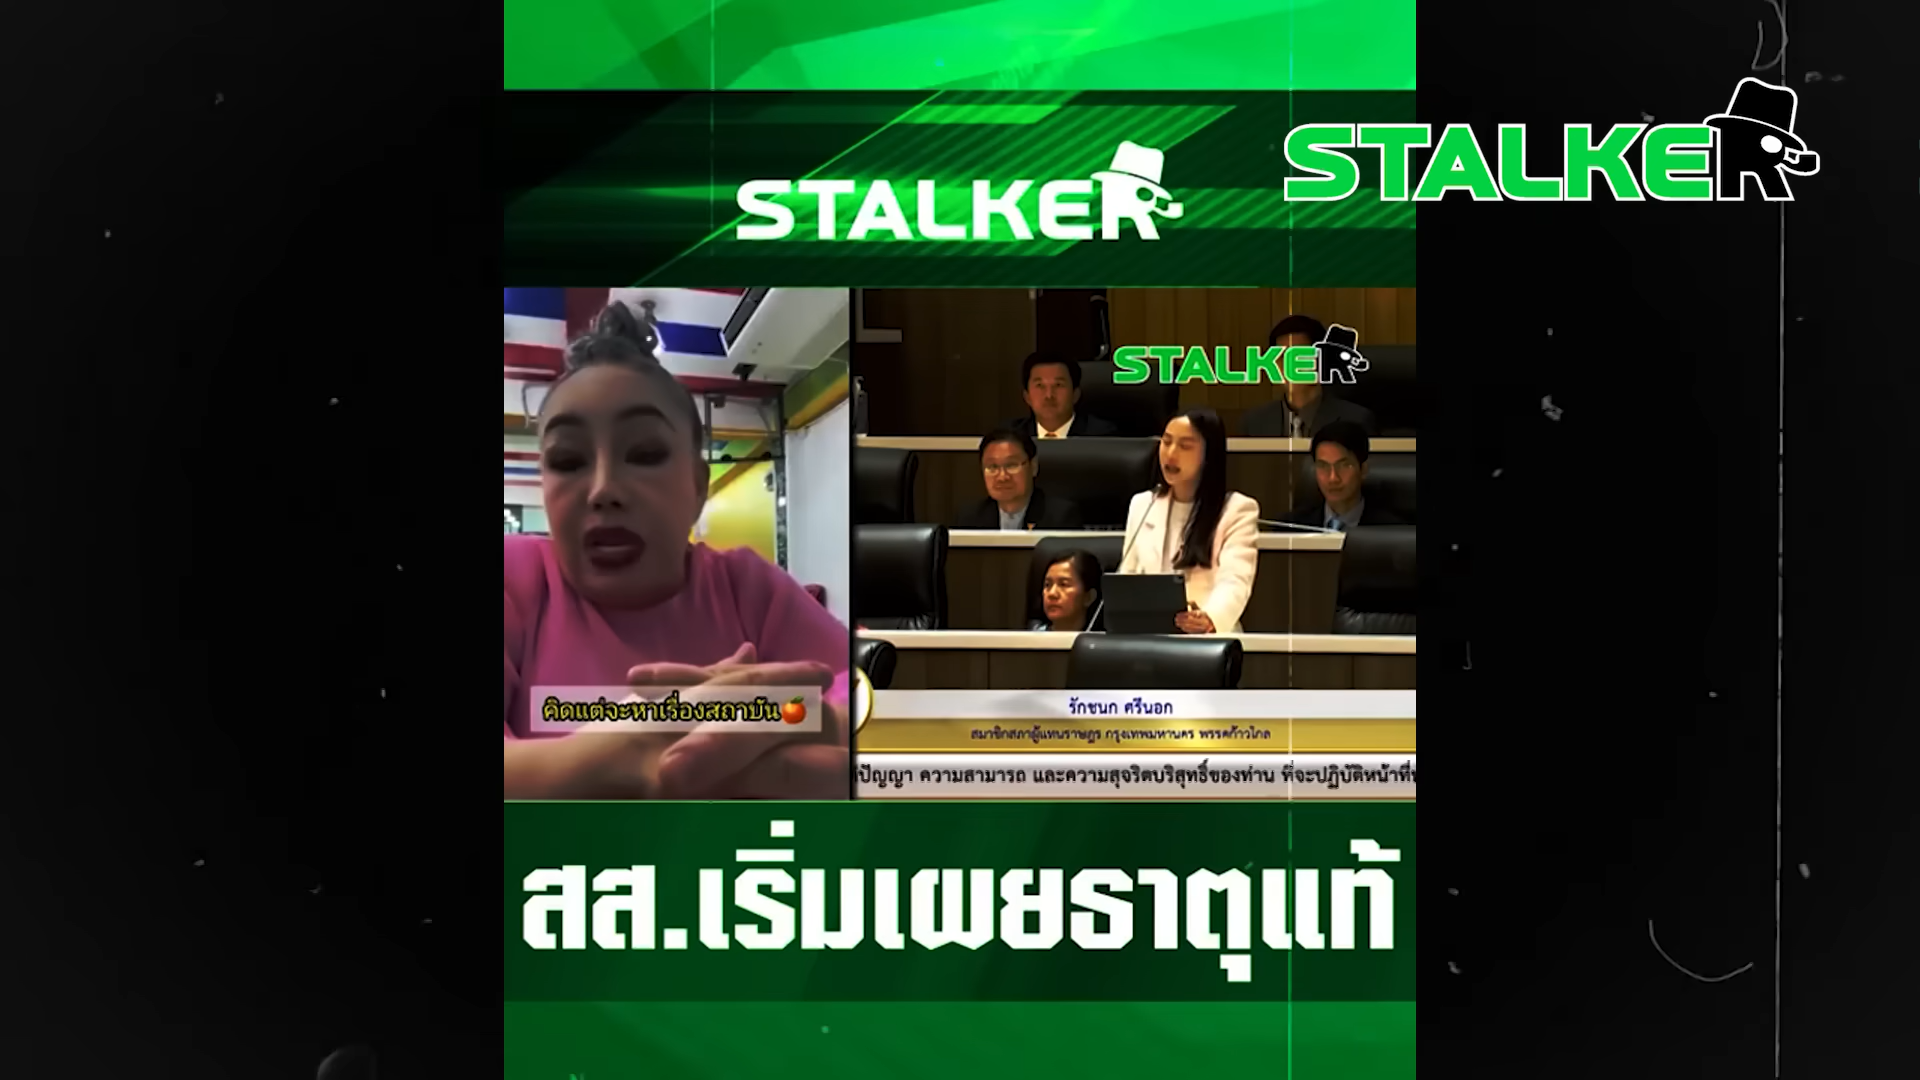 STALKER
STALKER
STALKER
คิดแต่จะหาเรื่องสถาบัน🍊
รักชนก ศรีนอก
สมาชิกสภาผู้แทนราษฎร กรุงเทพมหานคร พรรคก้าวไกล
ปัญญา ความสามารถ และความสุจริตบริสุทธิ์ของท่าน ที่จะปฏิบัติหน้าที่
สส.เริ่มเผยธาตุแท้